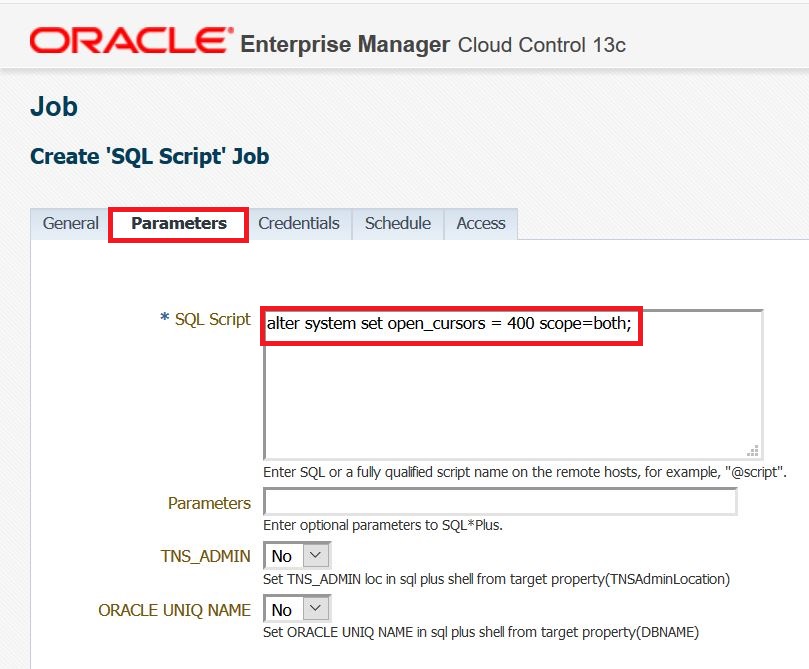 ORACLE® Enterprise Manager Cloud Control 13c
Job
Create 'SQL Script' Job
General Parameters Credentials Schedule Access
* SQL Script alter system set open_cursors = 400 scope=both;
Enter SQL or a fully qualified script name on the remote hosts, for example, "@script".
Parameters
Enter optional parameters to SQL*Plus.
TNS_ADMIN No
Set TNS_ADMIN loc in sql plus shell from target property(TNSAdminLocation)
ORACLE UNIQ NAME No
Set ORACLE UNIQ NAME in sql plus shell from target property(DBNAME)